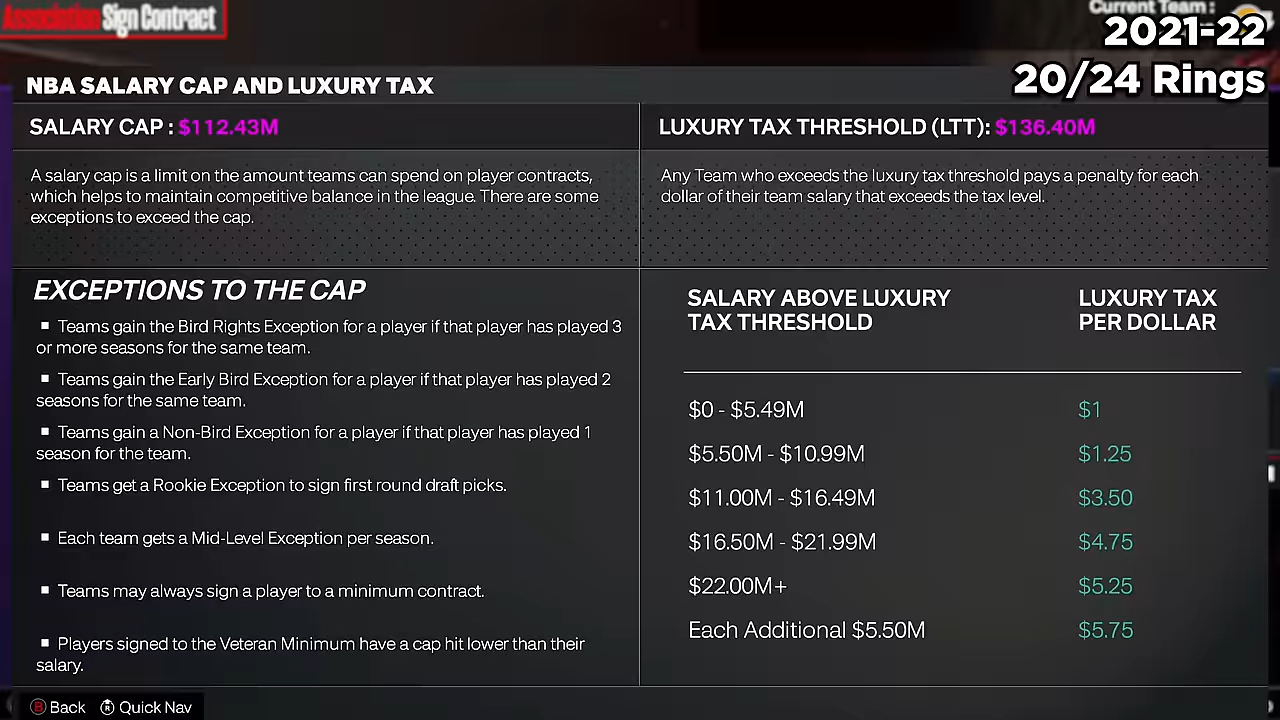 Association Sign Contract
Current Team :
2021-22
20/24 Rings
NBA SALARY CAP AND LUXURY TAX
SALARY CAP : $112.43M
A salary cap is a limit on the amount teams can spend on player contracts,
which helps to maintain competitive balance in the league. There are some
exceptions to exceed the cap.
LUXURY TAX THRESHOLD (LTT): $136.40M
Any Team who exceeds the luxury tax threshold pays a penalty for each
dollar of their team salary that exceeds the tax level.
EXCEPTIONS TO THE CAP
▪ Teams gain the Bird Rights Exception for a player if that player has played 3
or more seasons for the same team.
▪ Teams gain the Early Bird Exception for a player if that player has played 2
seasons for the same team.
▪ Teams gain a Non-Bird Exception for a player if that player has played 1
season for the team.
▪ Teams get a Rookie Exception to sign first round draft picks.
▪ Each team gets a Mid-Level Exception per season.
▪ Teams may always sign a player to a minimum contract.
▪ Players signed to the Veteran Minimum have a cap hit lower than their
salary.
SALARY ABOVE LUXURY
TAX THRESHOLD
LUXURY TAX
PER DOLLAR
$0 - $5.49M $1
$5.50M - $10.99M $1.25
$11.00M - $16.49M $3.50
$16.50M - $21.99M $4.75
$22.00M+ $5.25
Each Additional $5.50M $5.75
B Back R Quick Nav